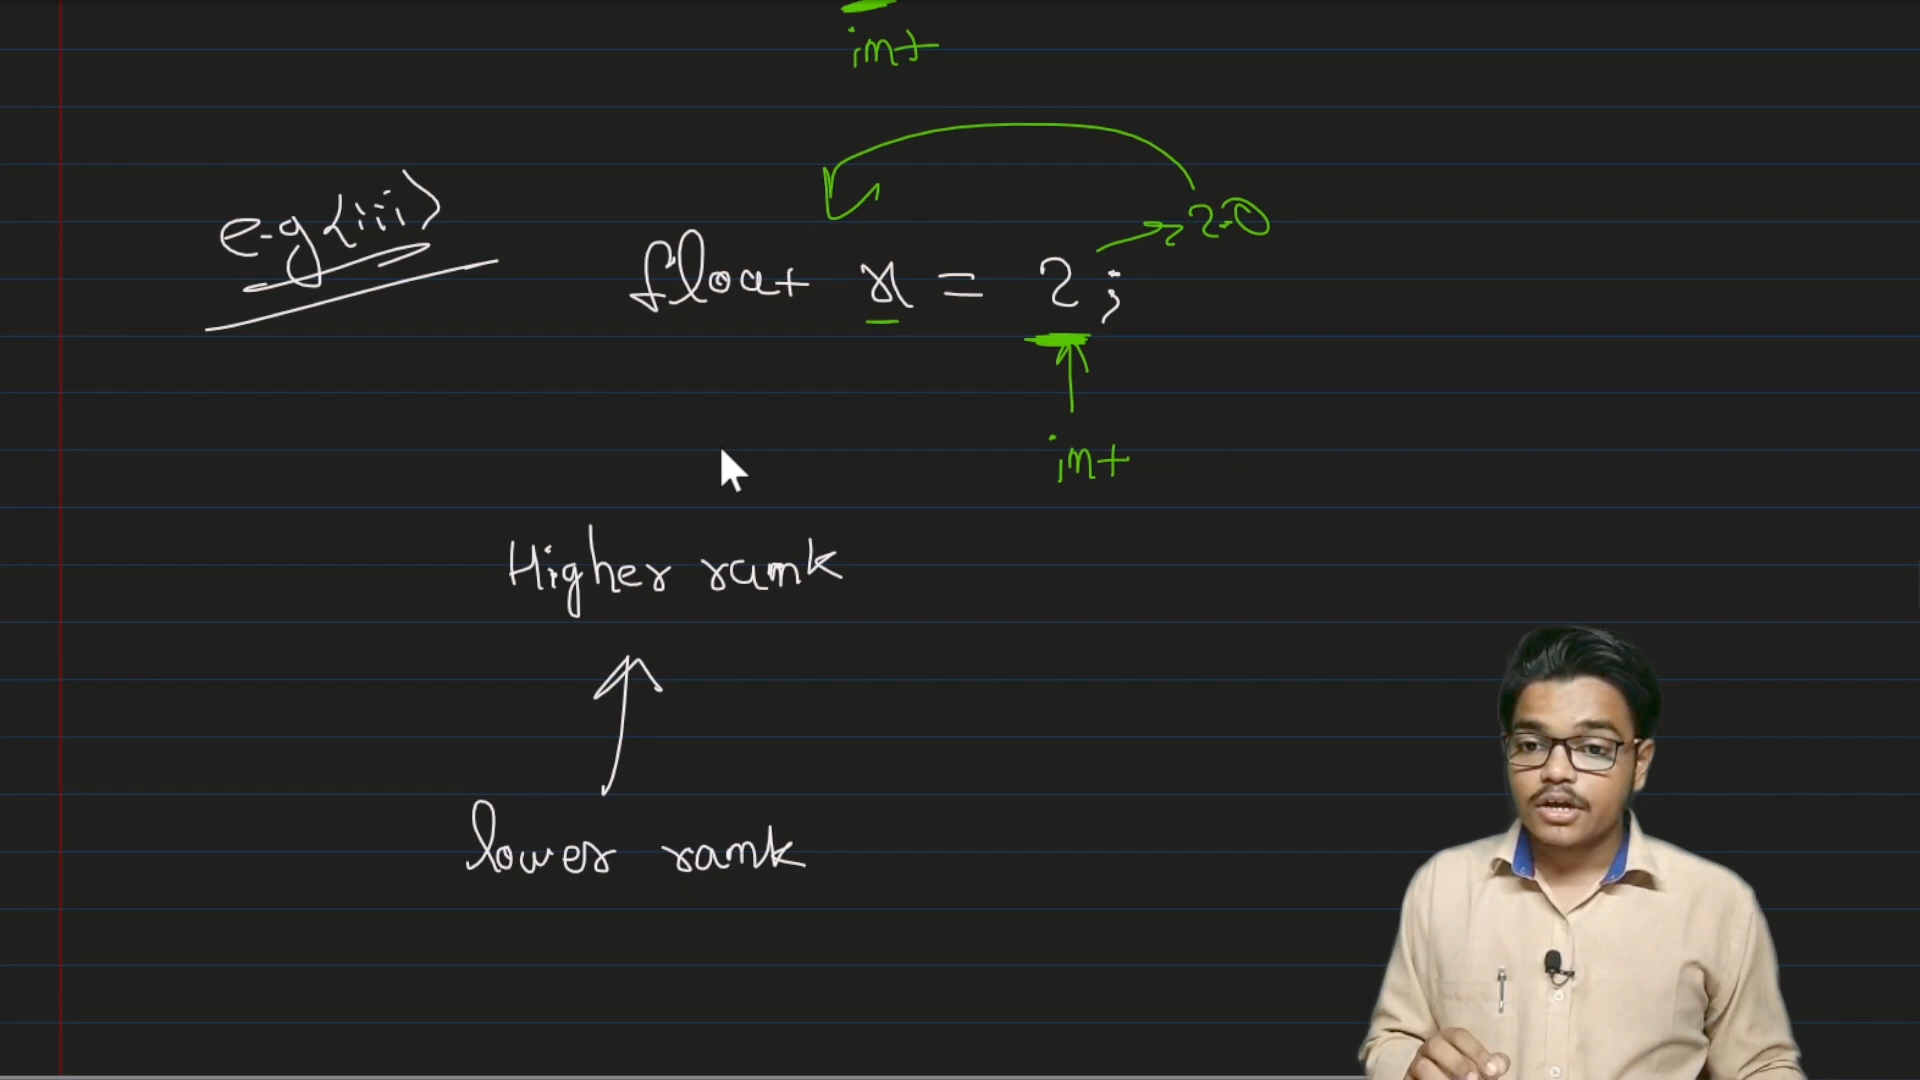 int
e-g<iii>
float x = 2; → 2.0
int
Higher rank
lower rank